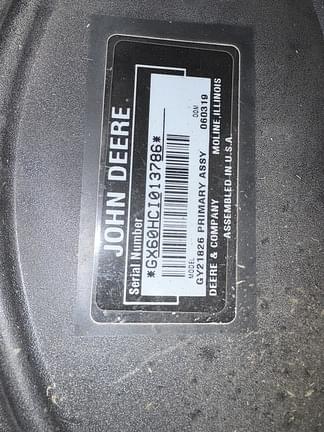 JOHN DEERE
Serial Number
*GX60HCI013786*
MODEL DOM
GY21826 PRIMARY ASSY 060319
DEERE & COMPANY MOLINE, ILLINOIS
ASSEMBLED IN U.S.A.